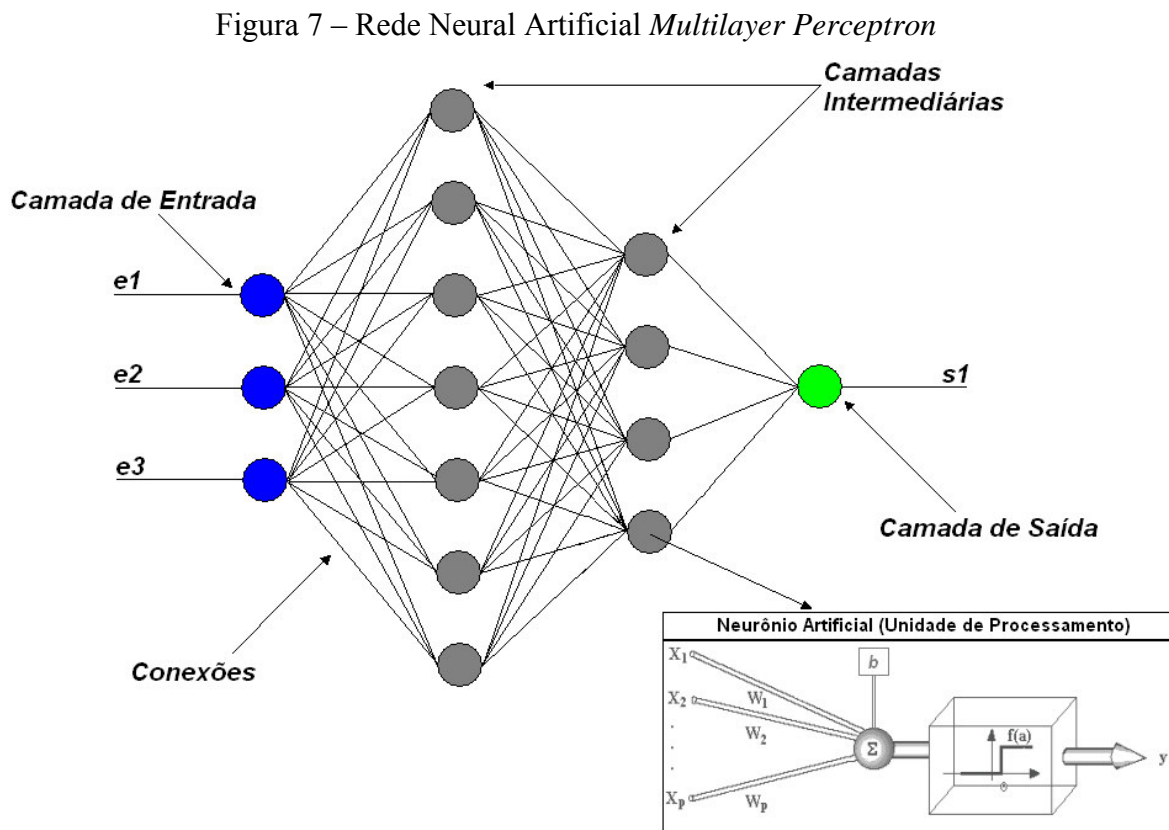 Figura 7 – Rede Neural Artificial Multilayer Perceptron
Camadas
Intermediárias
Camada de Entrada
e1
e2
e3
s1
Camada de Saída
Conexões
Neurônio Artificial (Unidade de Processamento)
X1
X2
.
.
.
Xp
W1
W2
Wp
b
Σ
f(a)
y